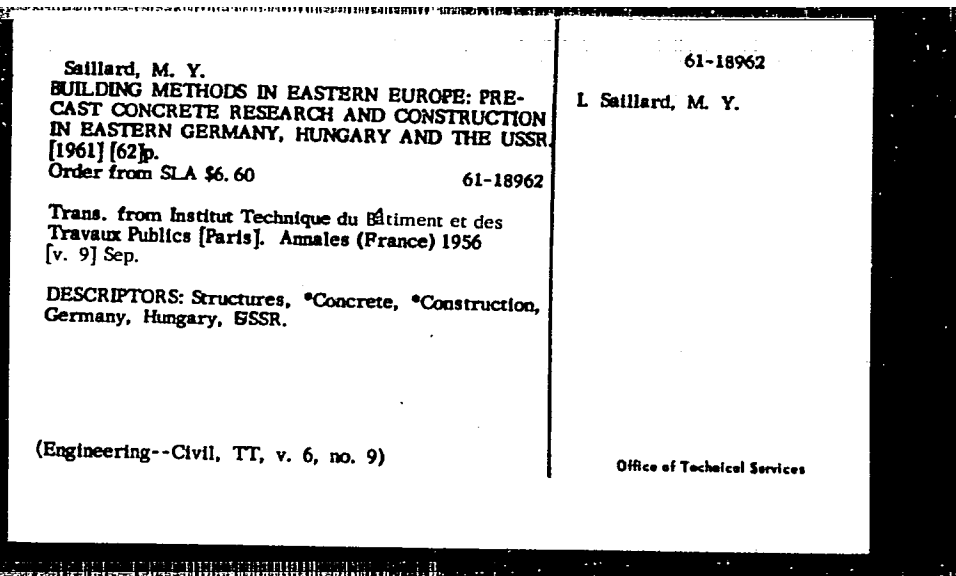 Saillard, M. Y.
BUILDING METHODS IN EASTERN EUROPE: PRE-
CAST CONCRETE RESEARCH AND CONSTRUCTION
IN EASTERN GERMANY, HUNGARY AND THE USSR.
[1961] [62]p.
Order from SLA $6.60 61-18962
Trans. from Institut Technique du Bâtiment et des
Travaux Publics [Paris]. Annales (France) 1956
[v. 9] Sep.
DESCRIPTORS: Structures, *Concrete, *Construction,
Germany, Hungary, USSR.
(Engineering--Civil, TT, v. 6, no. 9)
61-18962
I. Saillard, M. Y.
Office of Technical Services